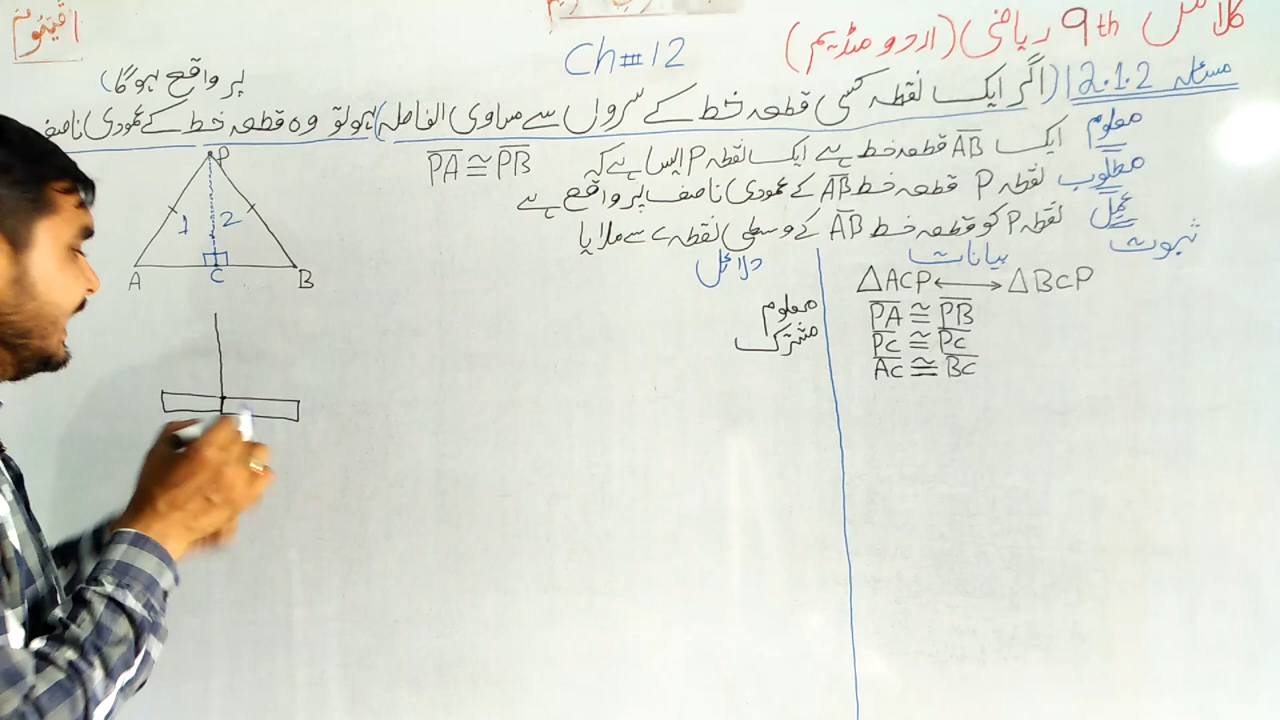 کلاس 9th ریاضی (اردو میڈیم)
Ch#12
مسئلہ 12.1.2 (اگر ایک نقطہ کسی قطعہ خط کے سروں سے مساوی الفاصلہ ہو تو وہ قطعہ خط کے عمودی ناصف
پر واقع ہوگا)
معلوم ایک AB قطعہ خط ہے ایک نقطہ P ایسا ہے کہ PA ≅ PB
مطلوب نقطہ P قطعہ خط AB کے عمودی ناصف پر واقع ہے
عمل نقطہ P کو قطعہ خط AB کے وسطی نقطہ c سے ملایا
ثبوت
بیانات دلائل
△ACP ↔ △BCP
PA ≅ PB معلوم
PC ≅ PC مشترک
AC ≅ BC
P
1 2
A C B